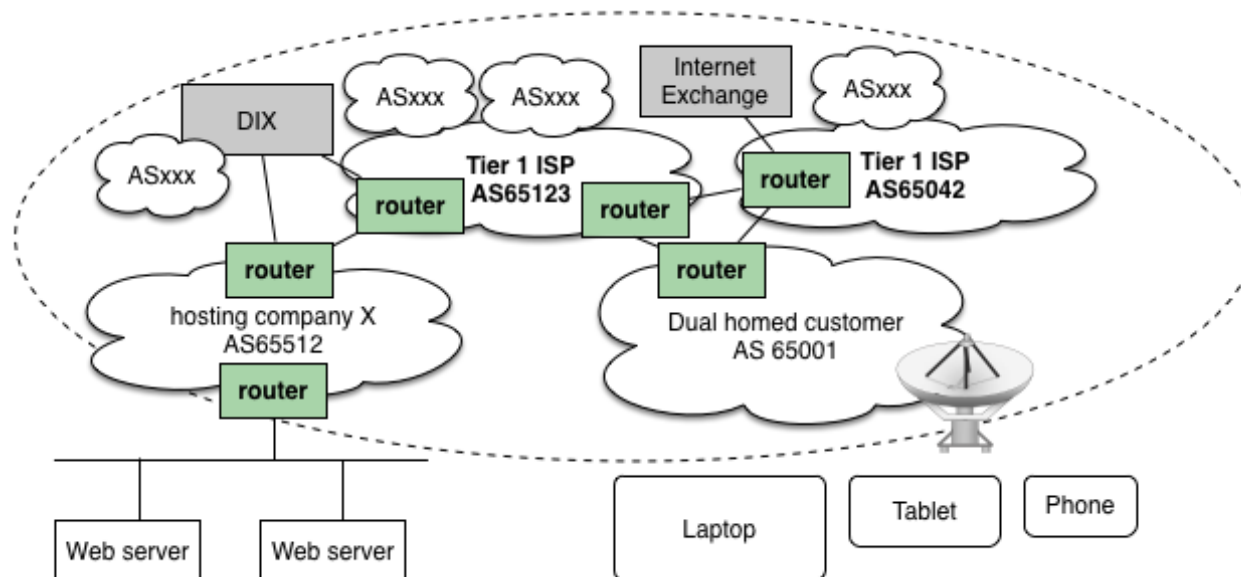 ASxxx
ASxxx
Internet
Exchange
ASxxx
DIX
ASxxx
Tier 1 ISP
AS65123
Tier 1 ISP
AS65042
router
router
router
router
router
hosting company X
AS65512
Dual homed customer
AS 65001
router
Web server
Web server
Laptop
Tablet
Phone